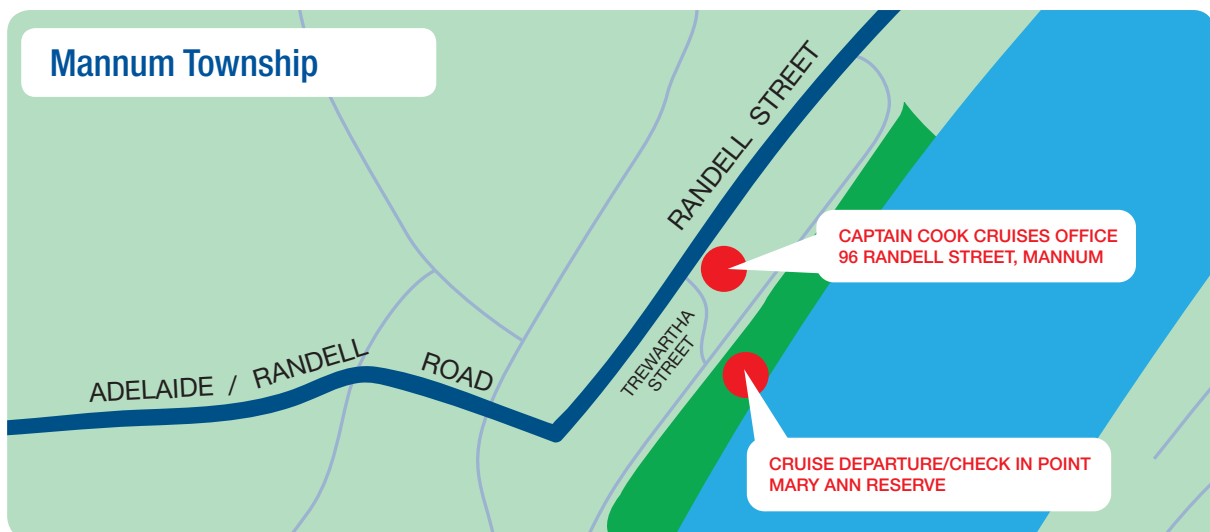 Mannum Township
RANDELL STREET
CAPTAIN COOK CRUISES OFFICE
96 RANDELL STREET, MANNUM
TREWARTHA
STREET
ADELAIDE / RANDELL ROAD
CRUISE DEPARTURE/CHECK IN POINT
MARY ANN RESERVE